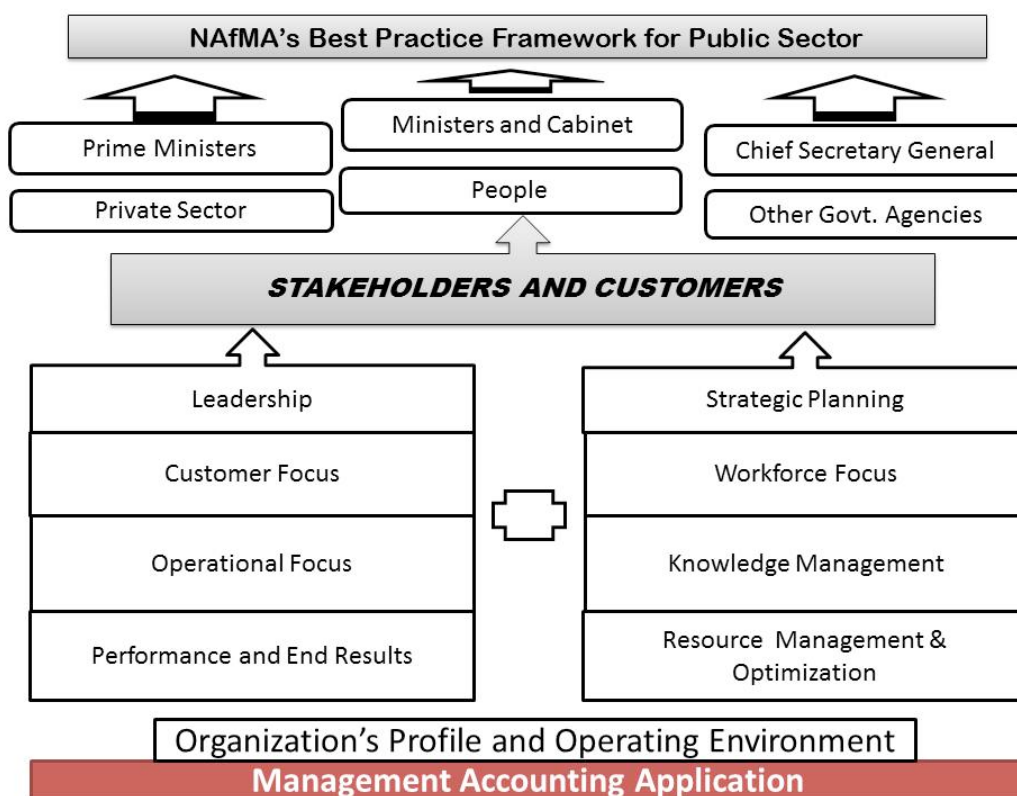 NAfMA's Best Practice Framework for Public Sector
Prime Ministers
Ministers and Cabinet
Chief Secretary General
Private Sector
People
Other Govt. Agencies
STAKEHOLDERS AND CUSTOMERS
Leadership
Strategic Planning
Customer Focus
Workforce Focus
Operational Focus
Knowledge Management
Performance and End Results
Resource Management &
Optimization
Organization's Profile and Operating Environment
Management Accounting Application